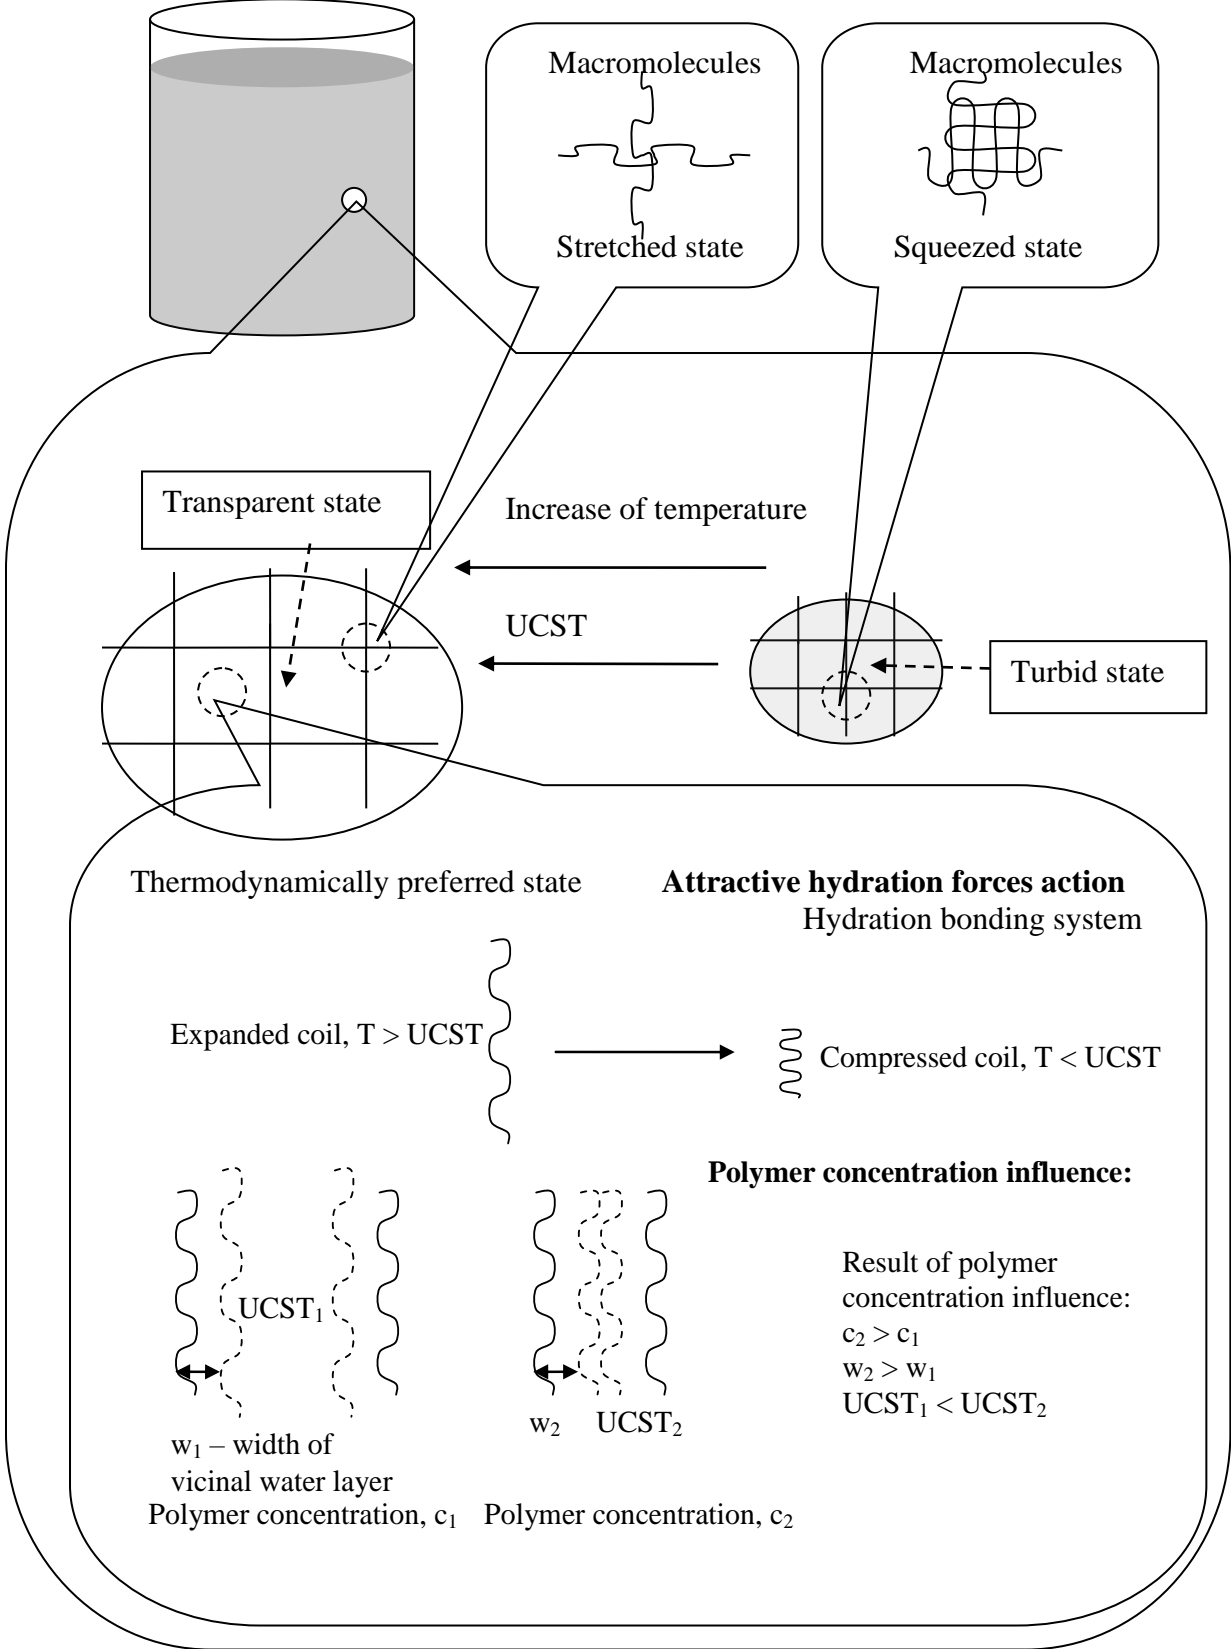 Macromolecules
Stretched state
Macromolecules
Squeezed state
Transparent state
Increase of temperature
UCST
Turbid state
Thermodynamically preferred state
Attractive hydration forces action
Hydration bonding system
Expanded coil, T > UCST
Compressed coil, T < UCST
Polymer concentration influence:
UCST₁
w₁ – width of
vicinal water layer
Polymer concentration, c₁
w₂
UCST₂
Polymer concentration, c₂
Result of polymer
concentration influence:
c₂ > c₁
w₂ > w₁
UCST₁ < UCST₂